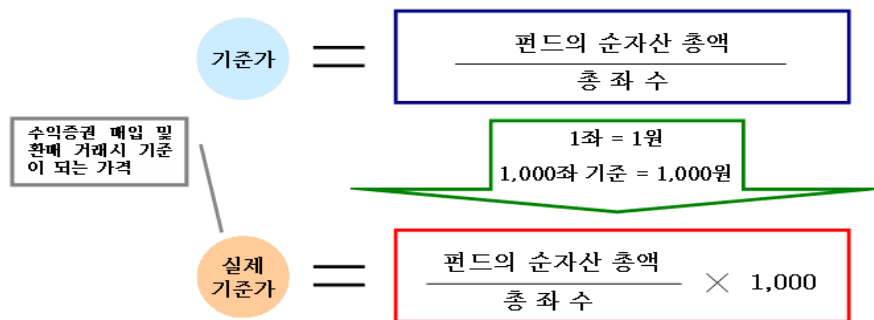 기준가
=
펀드의 순자산 총액
총 좌 수
수익증권 매입 및
환매 거래시 기준
이 되는 가격
1좌 = 1원
1,000좌 기준 = 1,000원
실제
기준가
=
펀드의 순자산 총액
총 좌 수
× 1,000